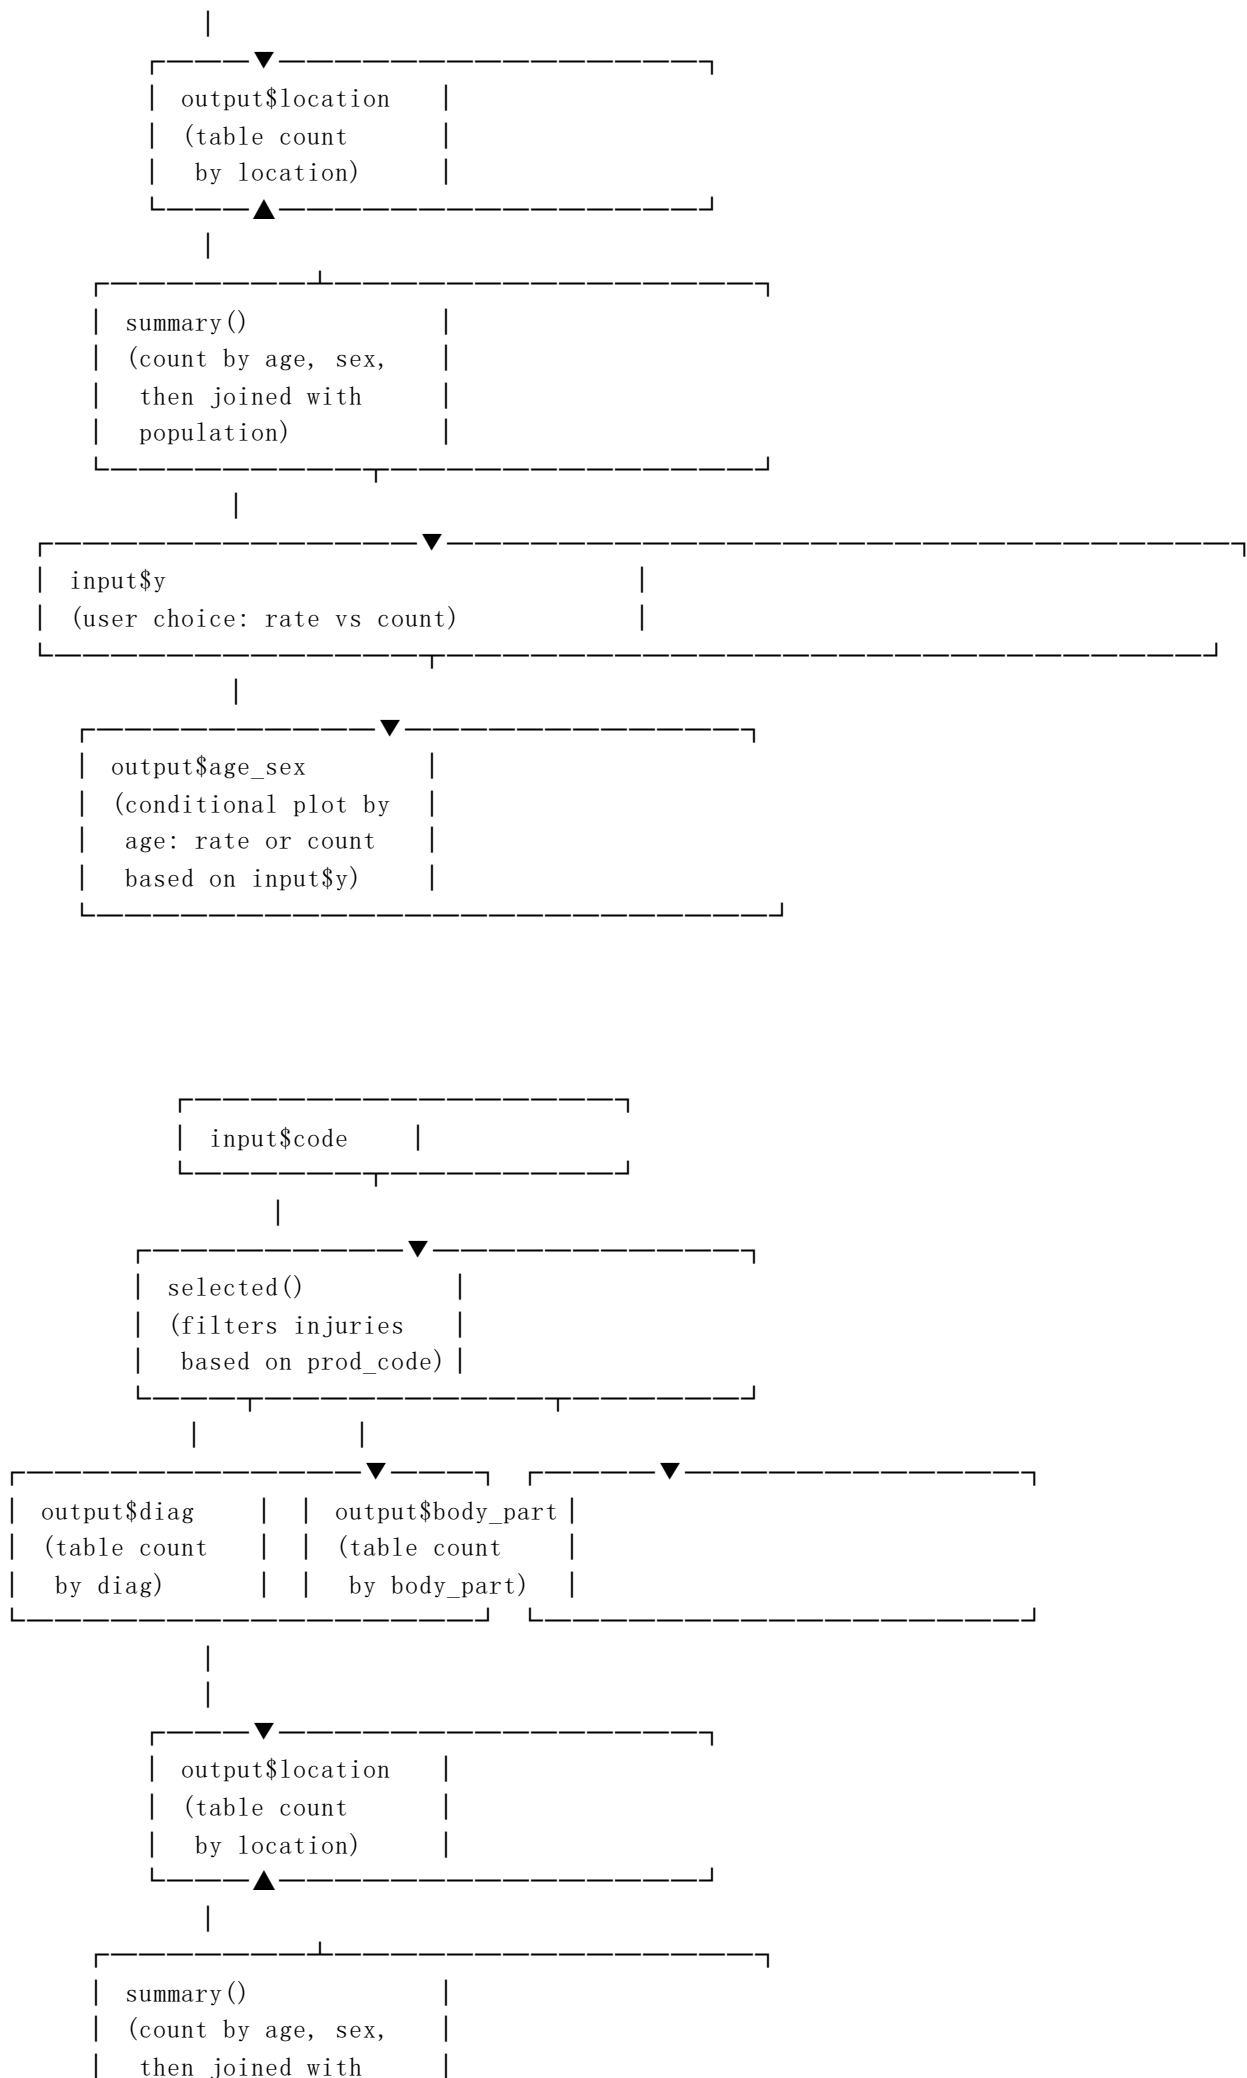 output$location
(table count
by location)
summary()
(count by age, sex,
then joined with
population)
input$y
(user choice: rate vs count)
output$age_sex
(conditional plot by
age: rate or count
based on input$y)
input$code
selected()
(filters injuries
based on prod_code)
output$diag output$body_part
(table count (table count
by diag) by body_part)
output$location
(table count
by location)
summary()
(count by age, sex,
then joined with